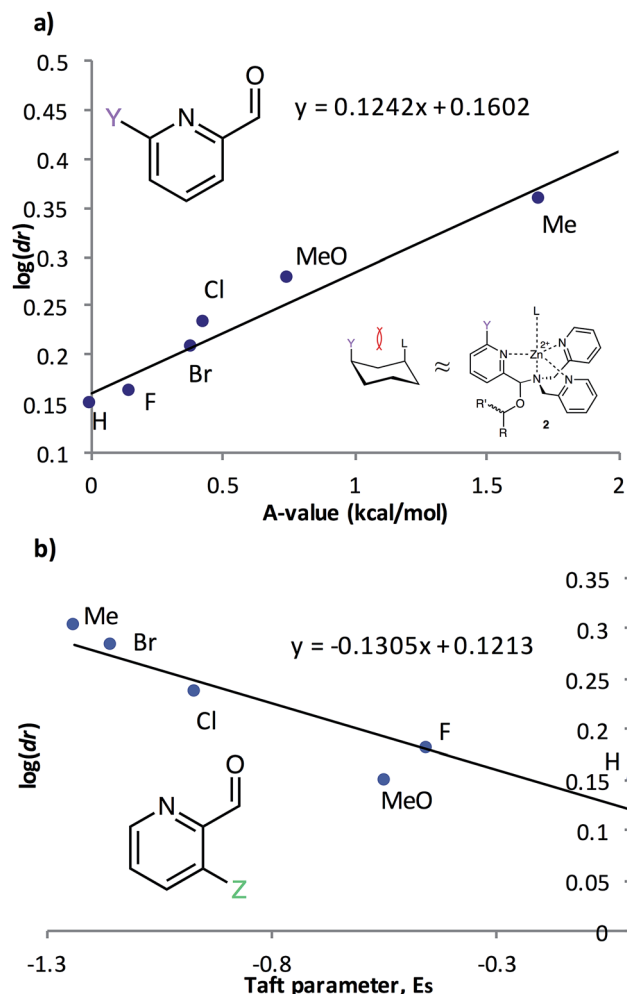 a)
0.5
0.45
0.4
0.35
0.3
0.25
0.2
0.15
0.1
log(dr)
Y
N
O
y = 0.1242x + 0.1602
Me
MeO
Cl
Br
F
H
Y
L
≈
L
Y
N
Zn
2+
N
N
N
O
R'
R
2
0
0.5
1
1.5
2
A-value (kcal/mol)
b)
0.35
0.3
0.25
0.2
0.15
0.1
0.05
0
log(dr)
Me
Br
y = -0.1305x + 0.1213
Cl
F
H
MeO
N
O
Z
-1.3
-0.8
-0.3
Taft parameter, Es